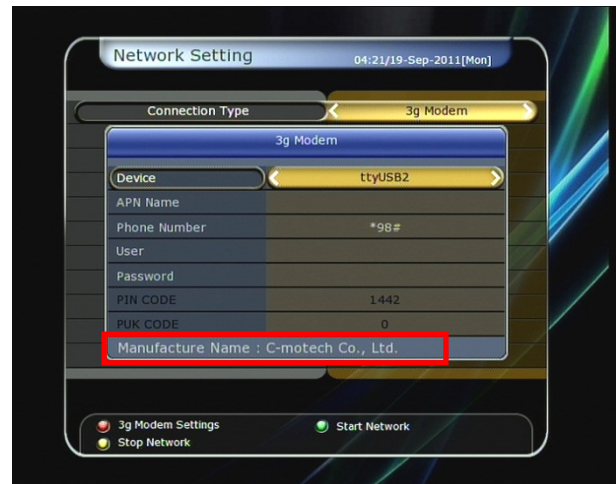 Network Setting 04:21/19-Sep-2011[Mon]
Connection Type 3g Modem
3g Modem
Device ttyUSB2
APN Name
Phone Number *98#
User
Password
PIN CODE 1442
PUK CODE 0
Manufacture Name : C-motech Co., Ltd.
3g Modem Settings Start Network
Stop Network